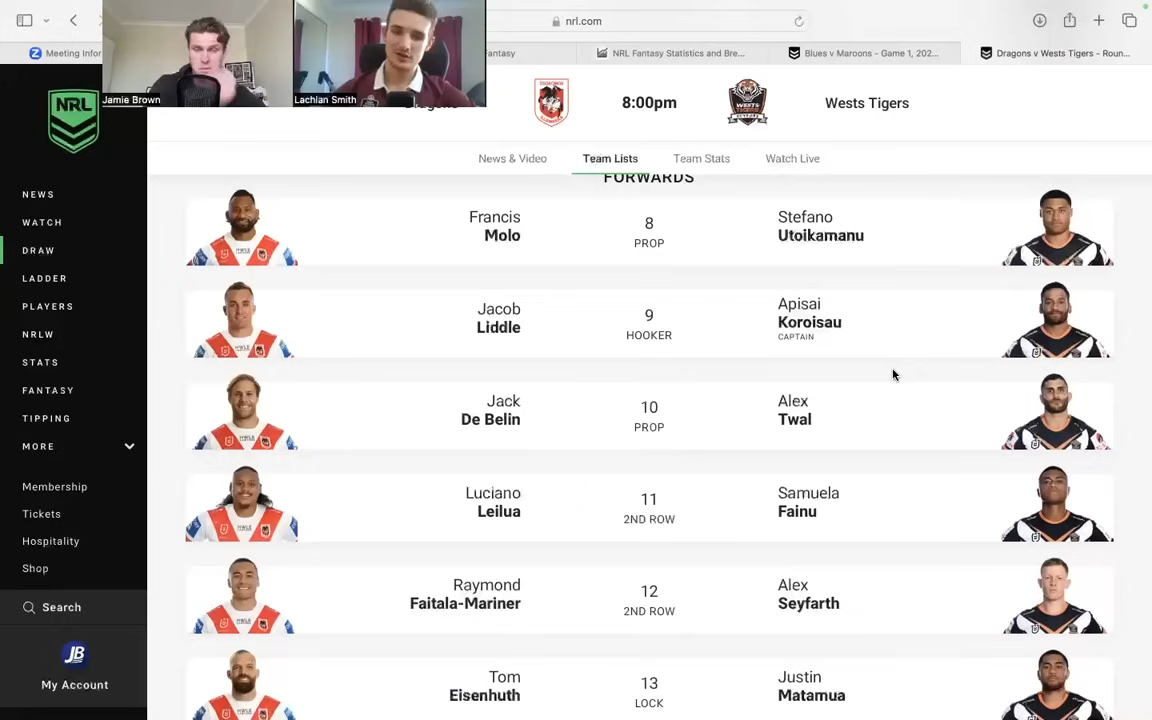 nrl.com
Meeting Infor
antasy
NRL Fantasy Statistics and Bre...
Blues v Maroons - Game 1, 202...
Dragons v Wests Tigers - Roun...
Jamie Brown
Lachlan Smith
NRL
8:00pm
WESTS
TIGERS
Wests Tigers
News & Video
Team Lists
Team Stats
Watch Live
FORWARDS
NEWS
WATCH
DRAW
LADDER
PLAYERS
NRLW
STATS
FANTASY
TIPPING
MORE
Membership
Tickets
Hospitality
Shop
Search
JB
My Account
Francis
Molo
8
PROP
Stefano
Utoikamanu
Jacob
Liddle
9
HOOKER
Apisai
Koroisau
CAPTAIN
Jack
De Belin
10
PROP
Alex
Twal
Luciano
Leilua
11
2ND ROW
Samuela
Fainu
Raymond
Faitala-Mariner
12
2ND ROW
Alex
Seyfarth
Tom
Eisenhuth
13
LOCK
Justin
Matamua